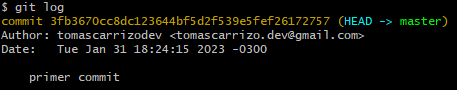 $ git log
commit 3fb3670cc8dc123644bf5d2f539e5fef26172757 (HEAD -> master)
Author: tomascarrizodev <tomascarrizo.dev@gmail.com>
Date:   Tue Jan 31 18:24:15 2023 -0300
    primer commit